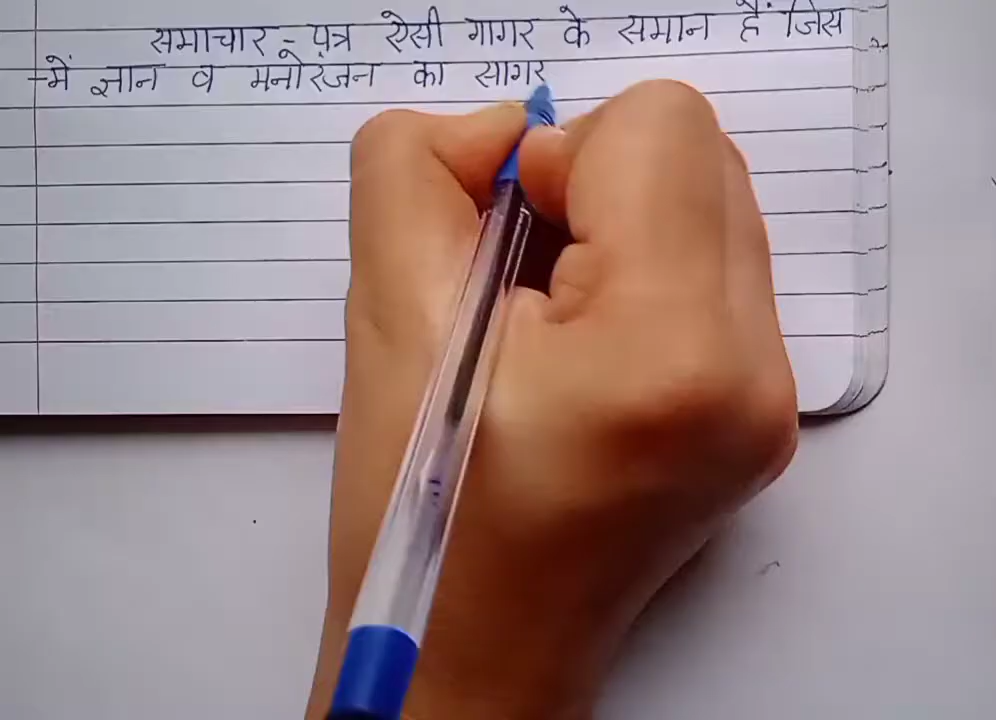 समाचार - पत्र ऐसी गागर के समान हैं जिस
में ज्ञान व मनोरंजन का सागर